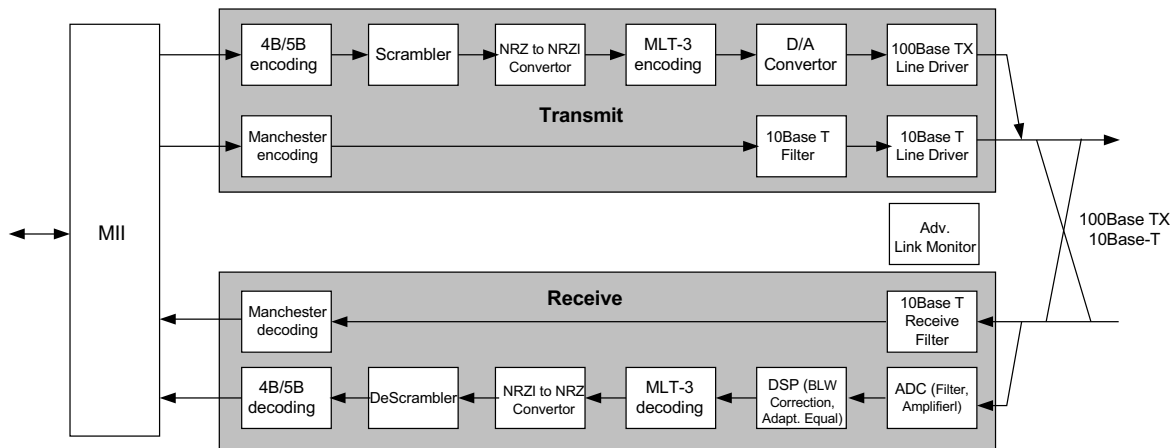 4B/5B
encoding
Scrambler
NRZ to NRZI
Convertor
MLT-3
encoding
D/A
Convertor
100Base TX
Line Driver
Transmit
Manchester
encoding
10Base T
Filter
10Base T
Line Driver
MII
Adv.
Link Monitor
100Base TX
10Base-T
Receive
Manchester
decoding
10Base T
Receive
Filter
4B/5B
decoding
DeScrambler
NRZI to NRZ
Convertor
MLT-3
decoding
DSP (BLW
Correction,
Adapt. Equal)
ADC (Filter,
Amplifierl)